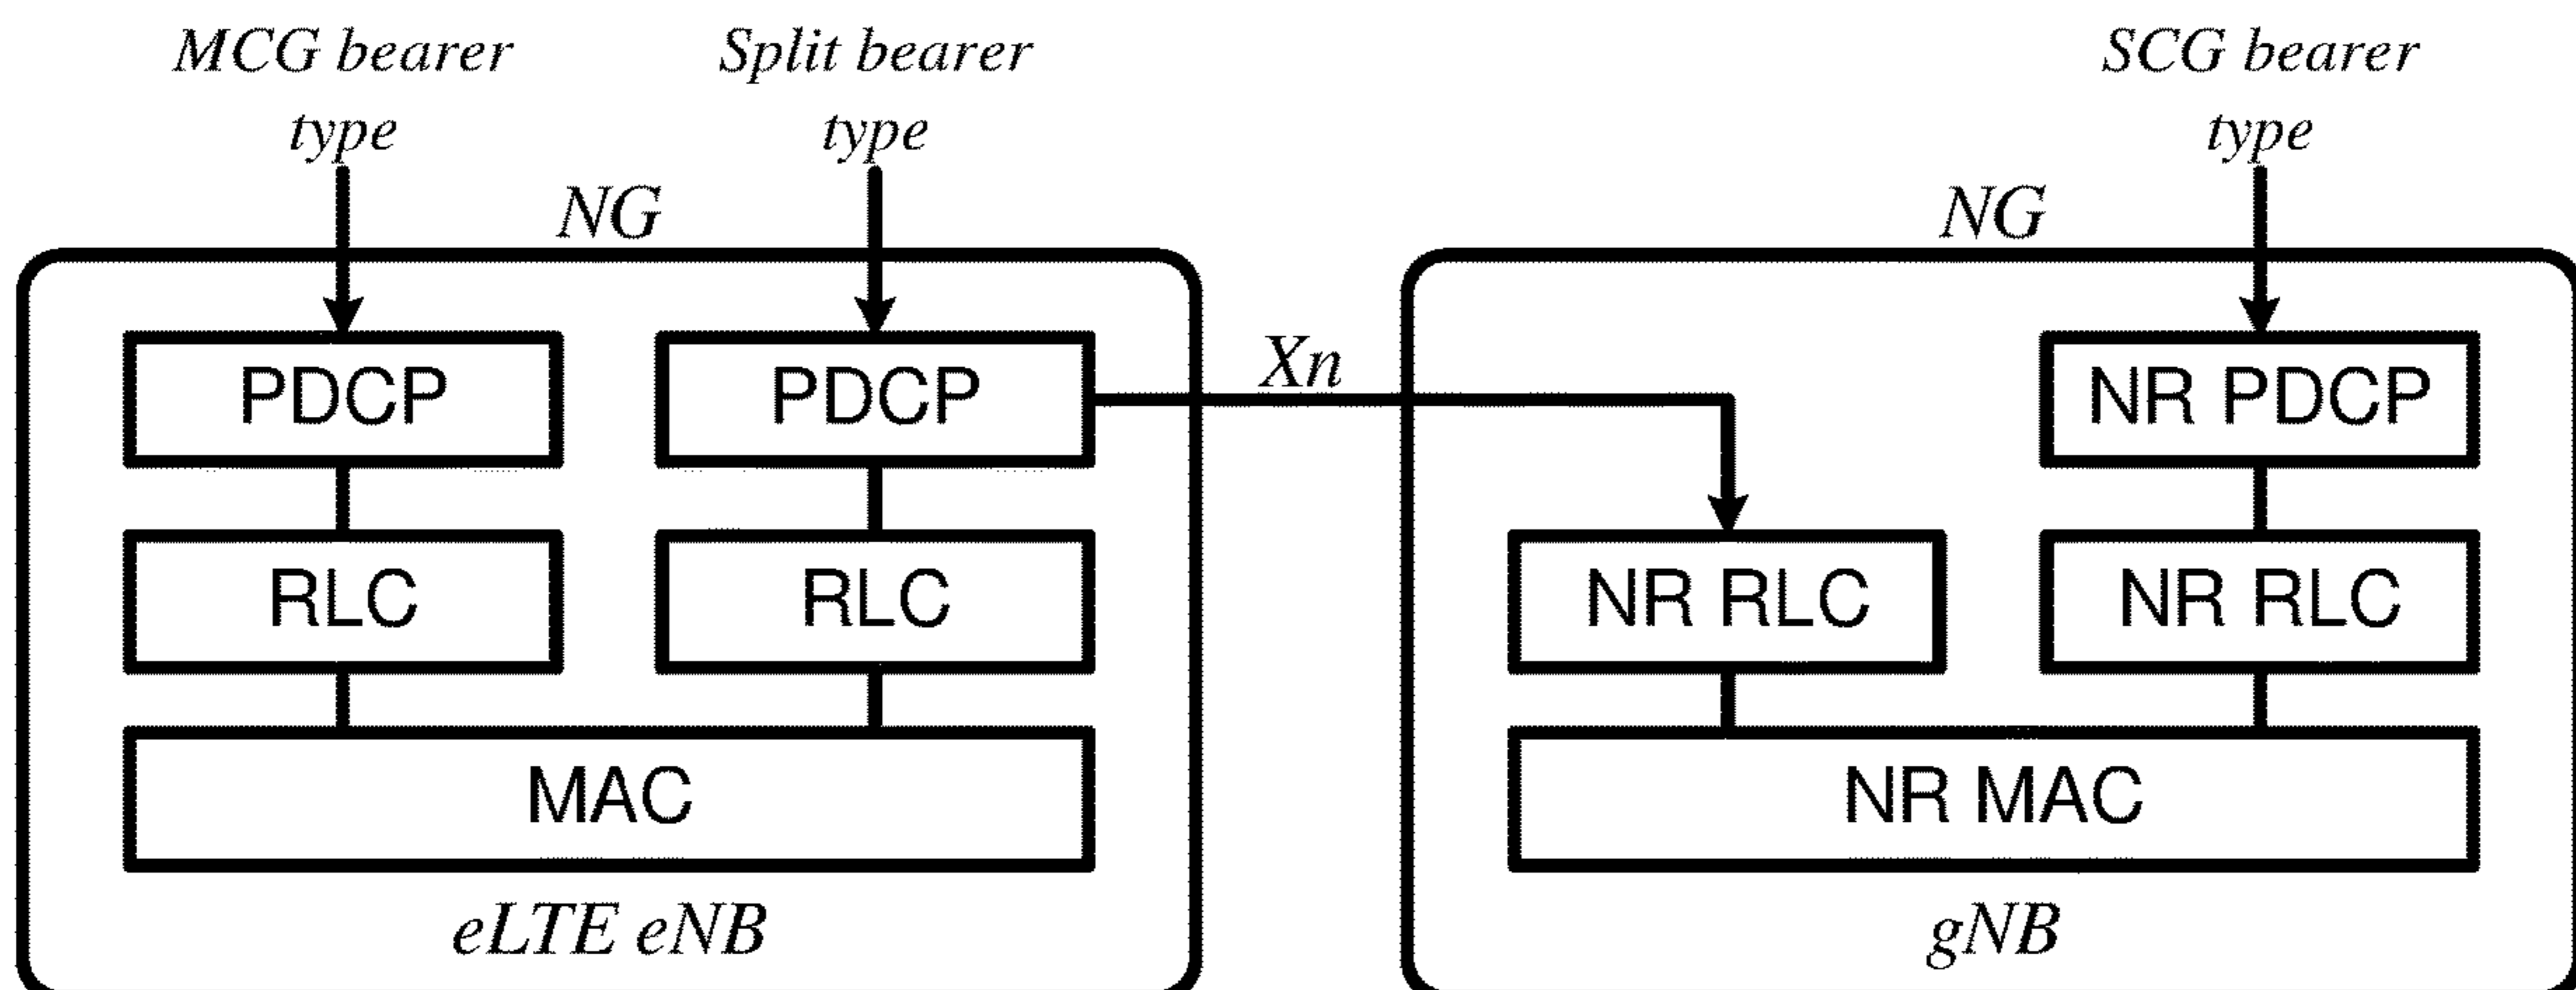 MCG bearer
type
Split bearer
type
SCG bearer
type
NG
NG
Xn
PDCP
PDCP
NR PDCP
RLC
RLC
NR RLC
NR RLC
MAC
NR MAC
eLTE eNB
gNB